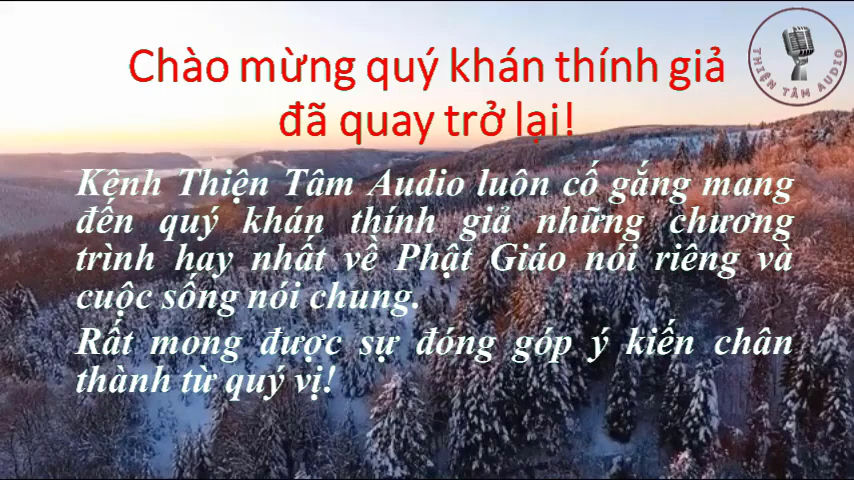 Chào mừng quý khán thính giả
đã quay trở lại!
THIỆN TÂM AUDIO
Kênh Thiện Tâm Audio luôn cố gắng mang
đến quý khán thính giả những chương
trình hay nhất về Phật Giáo nói riêng và
cuộc sống nói chung.
Rất mong được sự đóng góp ý kiến chân
thành từ quý vị!